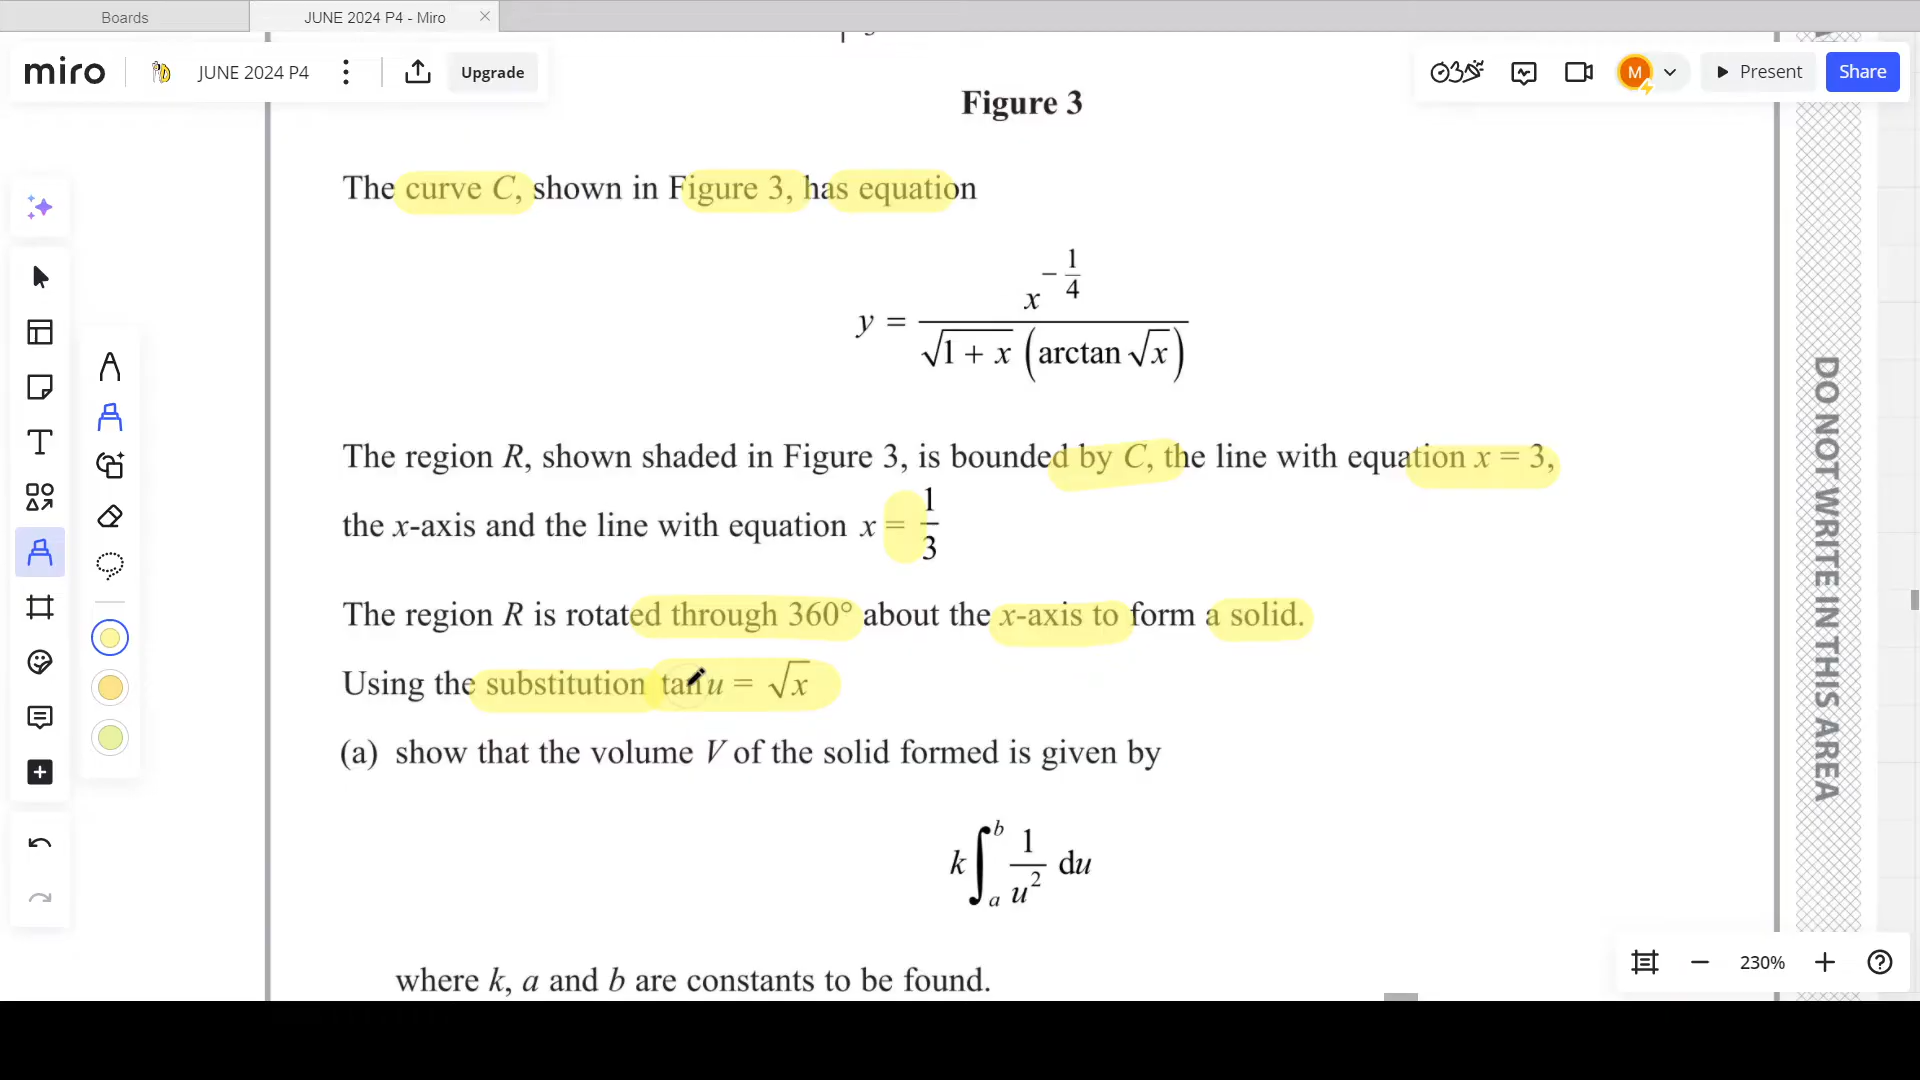 Boards
JUNE 2024 P4 - Miro
miro
JUNE 2024 P4
Upgrade
M
Present
Share
Figure 3
The curve C, shown in Figure 3, has equation
y = x^{-\frac{1}{4}} / (√(1 + x) (arctan √x))
The region R, shown shaded in Figure 3, is bounded by C, the line with equation x = 3,
the x-axis and the line with equation x = 1/3
The region R is rotated through 360° about the x-axis to form a solid.
Using the substitution tan u = √x
(a) show that the volume V of the solid formed is given by
k ∫_a^b 1/u² du
where k, a and b are constants to be found.
DO NOT WRITE IN THIS AREA
230%